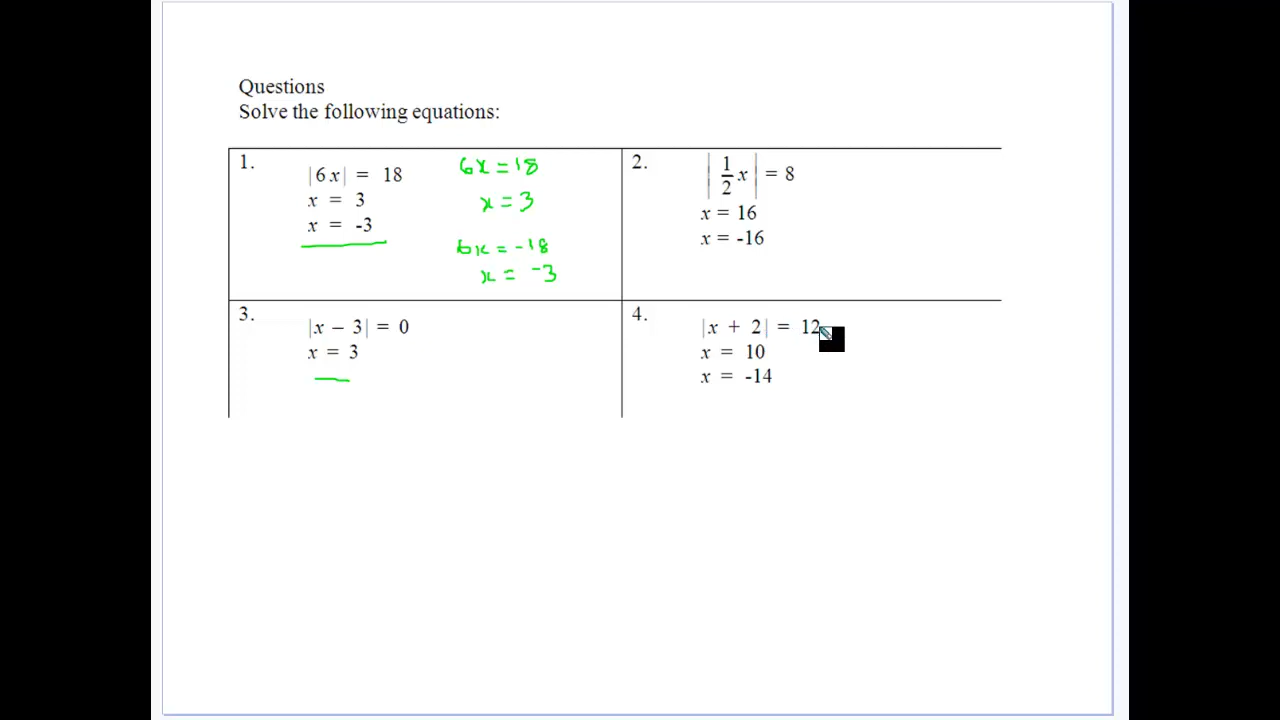 Questions
Solve the following equations:
1.
|6x| = 18
x = 3
x = -3
6x = 18
x = 3
6x = -18
x = -3
2.
|1/2 x| = 8
x = 16
x = -16
3.
|x − 3| = 0
x = 3
4.
|x + 2| = 12
x = 10
x = -14